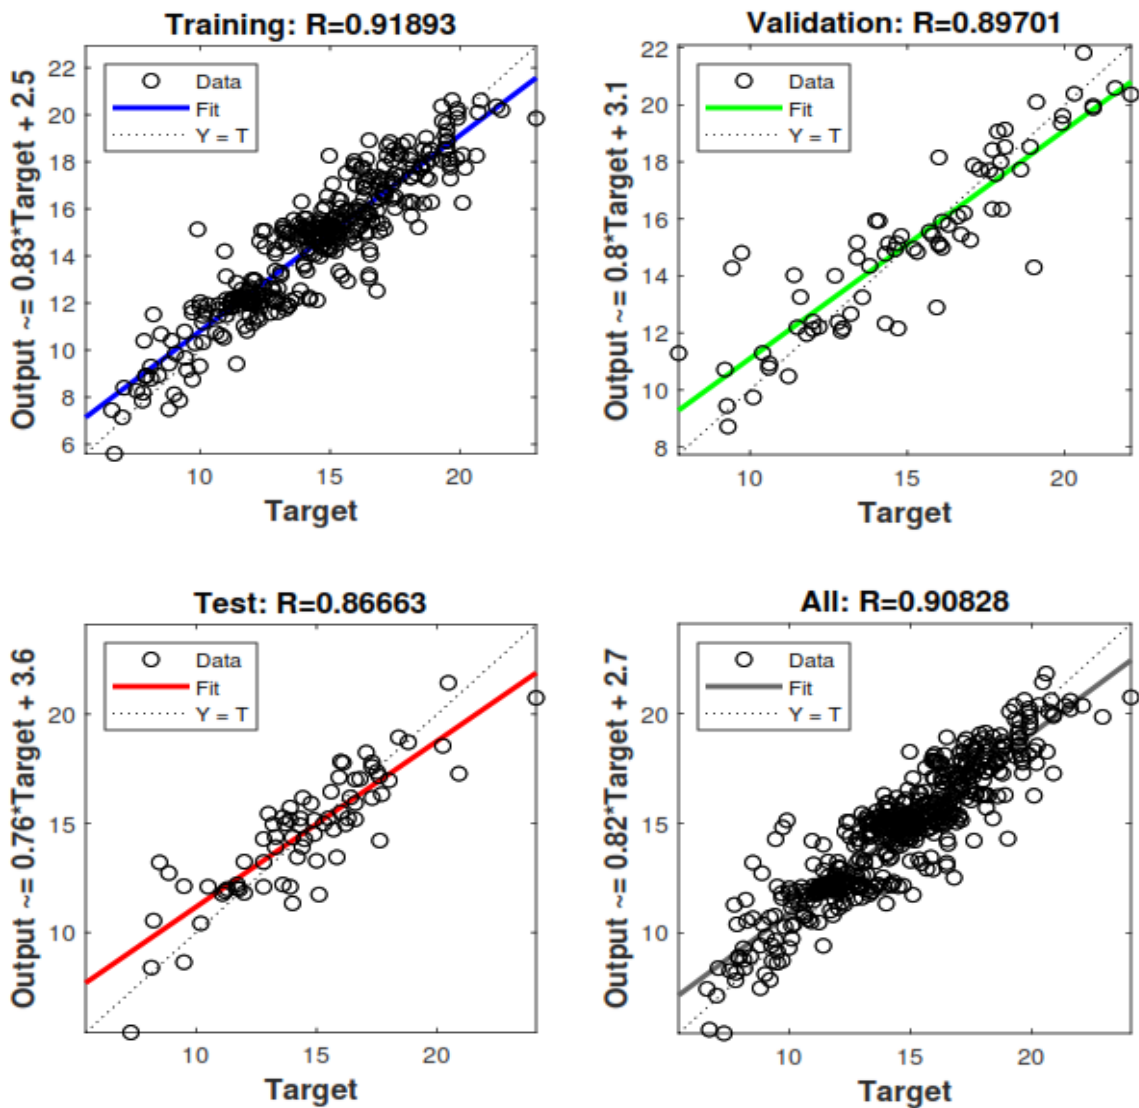 Training: R=0.91893
Output ~= 0.83*Target + 2.5
22
20
18
16
14
12
10
8
6
Data
Fit
Y = T
10
15
20
Target
Validation: R=0.89701
Output ~= 0.8*Target + 3.1
22
20
18
16
14
12
10
8
Data
Fit
Y = T
10
15
20
Target
Test: R=0.86663
Output ~= 0.76*Target + 3.6
20
15
10
Data
Fit
Y = T
10
15
20
Target
All: R=0.90828
Output ~= 0.82*Target + 2.7
20
15
10
Data
Fit
Y = T
10
15
20
Target